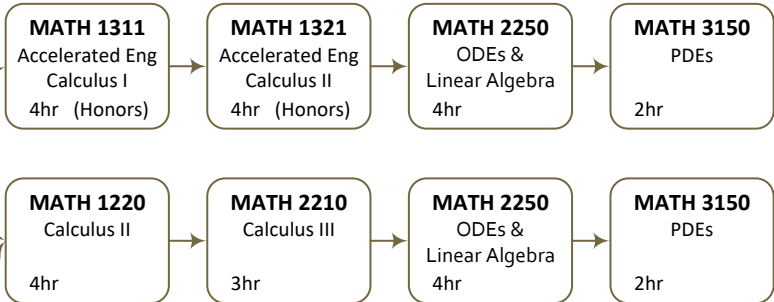 MATH 1311
Accelerated Eng
Calculus I
4hr (Honors)
MATH 1321
Accelerated Eng
Calculus II
4hr (Honors)
MATH 2250
ODEs &
Linear Algebra
4hr
MATH 3150
PDEs
2hr
MATH 1220
Calculus II
4hr
MATH 2210
Calculus III
3hr
MATH 2250
ODEs &
Linear Algebra
4hr
MATH 3150
PDEs
2hr